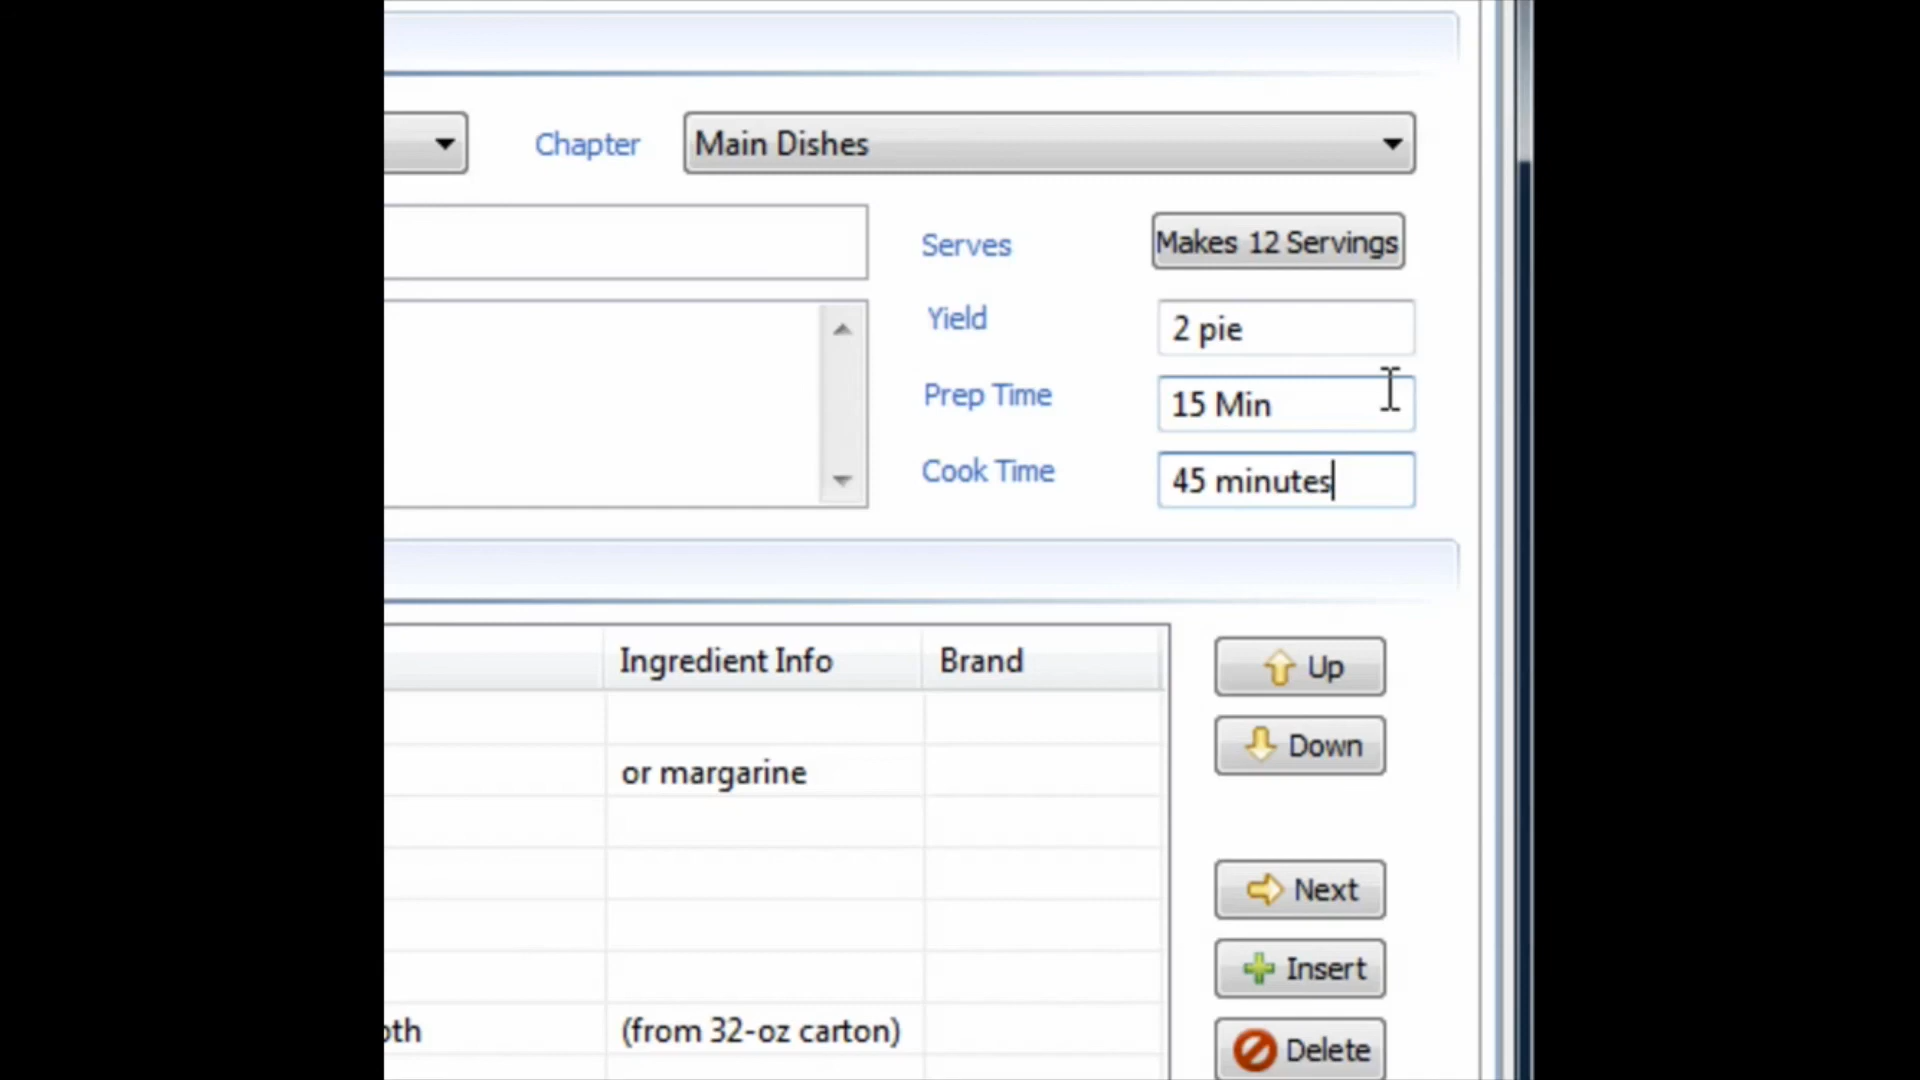 Chapter Main Dishes
Serves Makes 12 Servings
Yield 2 pie
Prep Time 15 Min
Cook Time 45 minutes
Ingredient Info Brand
Up
Down
or margarine
Next
Insert
oth (from 32-oz carton)
Delete